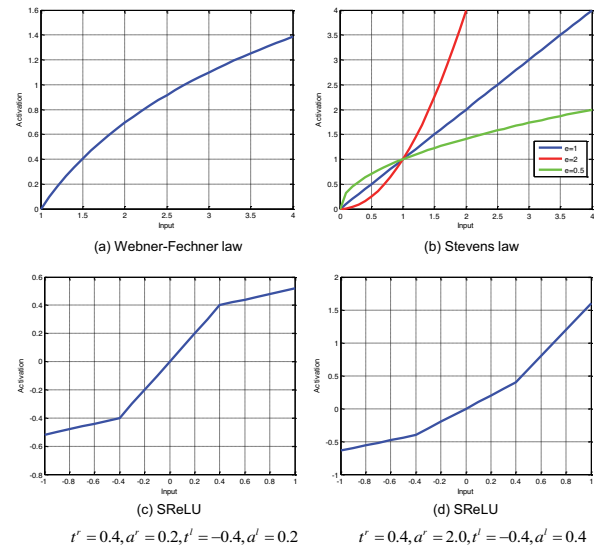 1.6
1.4
1.2
1
0.8
0.6
0.4
0.2
0
Activation
1 1.5 2 2.5 3 3.5 4
Input
(a) Webner-Fechner law
4
3.5
3
2.5
2
1.5
1
0.5
0
Activation
e=1
e=2
e=0.5
0 0.5 1 1.5 2 2.5 3 3.5 4
Input
(b) Stevens law
0.6
0.4
0.2
0
-0.2
-0.4
-0.6
-0.8
Activation
-1 -0.8 -0.6 -0.4 -0.2 0 0.2 0.4 0.6 0.8 1
Input
(c) SReLU
t^r = 0.4, a^r = 0.2, t^l = -0.4, a^l = 0.2
2
1.5
1
0.5
0
-0.5
-1
Activation
-1 -0.8 -0.6 -0.4 -0.2 0 0.2 0.4 0.6 0.8 1
Input
(d) SReLU
t^r = 0.4, a^r = 2.0, t^l = -0.4, a^l = 0.4